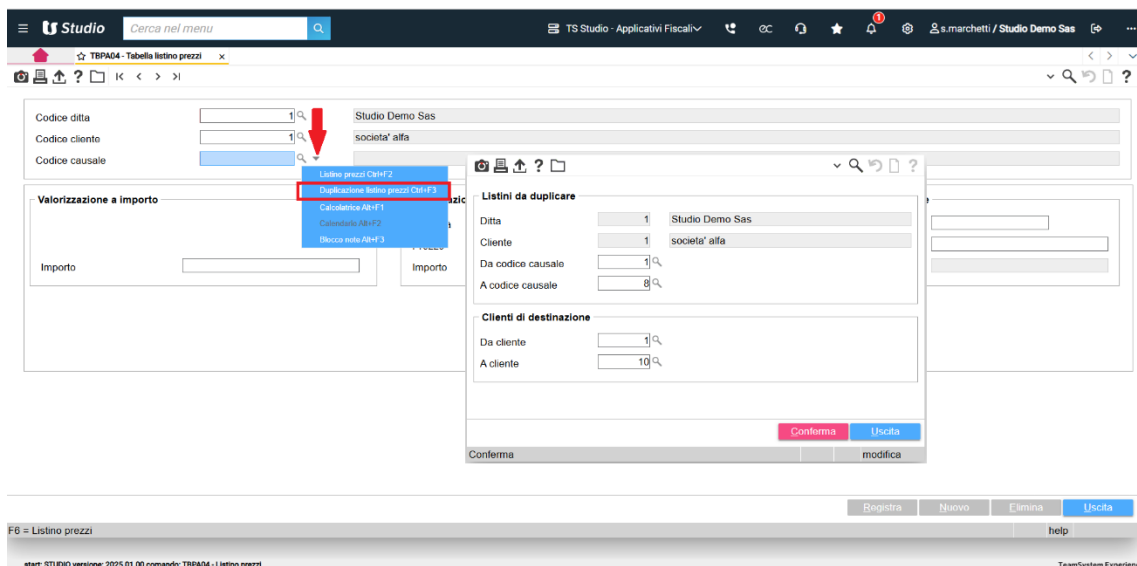 Studio Cerca nel menu TS Studio - Applicativi Fiscali 1 s.marchetti / Studio Demo Sas
TBPA04 - Tabella listino prezzi x
Codice ditta 1 Studio Demo Sas
Codice cliente 1 societa' alfa
Codice causale
Listino prezzi Ctrl+F2
Duplicazione listino prezzi Ctrl+F3
Calcolatrice Alt+F1
Calendario Alt+F2
Blocco note Alt+F3
Valorizzazione a importo
Importo
Importo
Listini da duplicare
Ditta 1 Studio Demo Sas
Cliente 1 societa' alfa
Da codice causale 1
A codice causale 8
Clienti di destinazione
Da cliente 1
A cliente 10
Conferma Uscita
Conferma modifica
Registra Nuovo Elimina Uscita
F6 = Listino prezzi help
start: STUDIO versione: 2025.01.00 comando: TBPA04 - Listino prezzi TeamSystem Experience